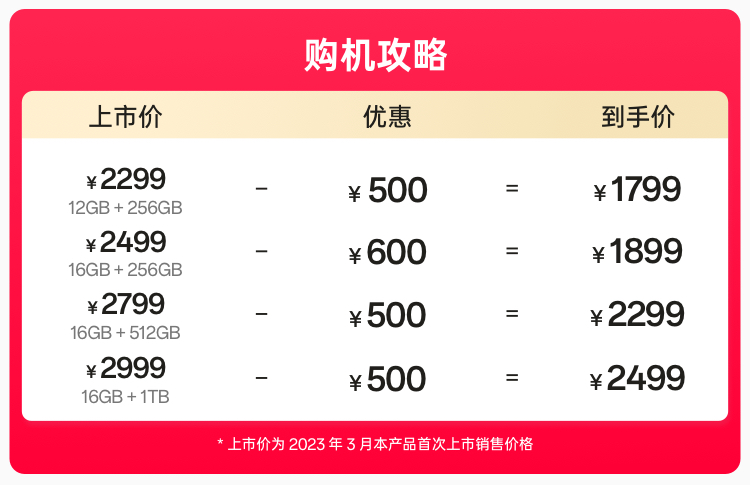 购机攻略
上市价 优惠 到手价
¥2299 - ¥500 = ¥1799
12GB + 256GB
¥2499 - ¥600 = ¥1899
16GB + 256GB
¥2799 - ¥500 = ¥2299
16GB + 512GB
¥2999 - ¥500 = ¥2499
16GB + 1TB
* 上市价为 2023 年 3 月本产品首次上市销售价格